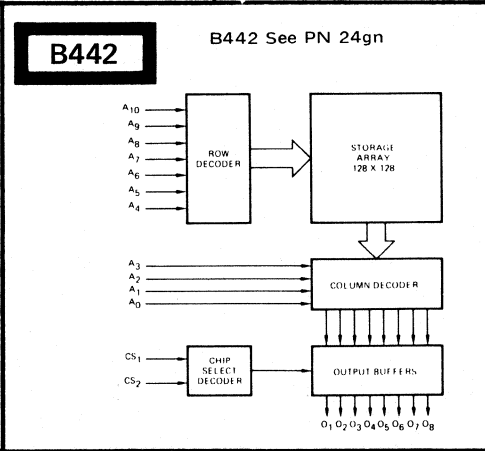 B442
B442 See PN 24gn
A10
A9
A8
A7
A6
A5
A4
ROW
DECODER
STORAGE
ARRAY
128 X 128
A3
A2
A1
A0
COLUMN DECODER
CS1
CS2
CHIP
SELECT
DECODER
OUTPUT BUFFERS
O1 O2 O3 O4 O5 O6 O7 O8